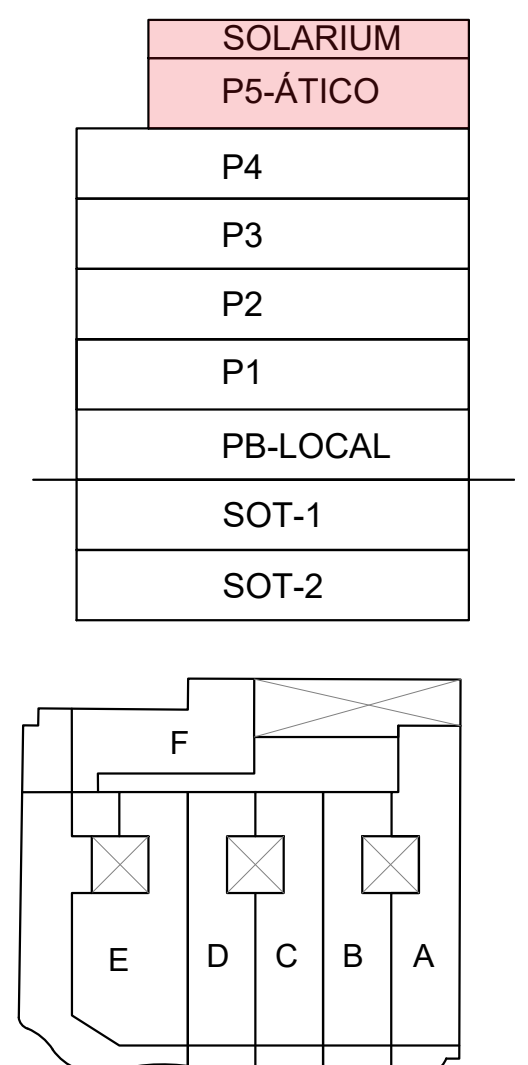 SOLARIUM
P5-ÁTICO
P4
P3
P2
P1
PB-LOCAL
SOT-1
SOT-2
F
E D C B A